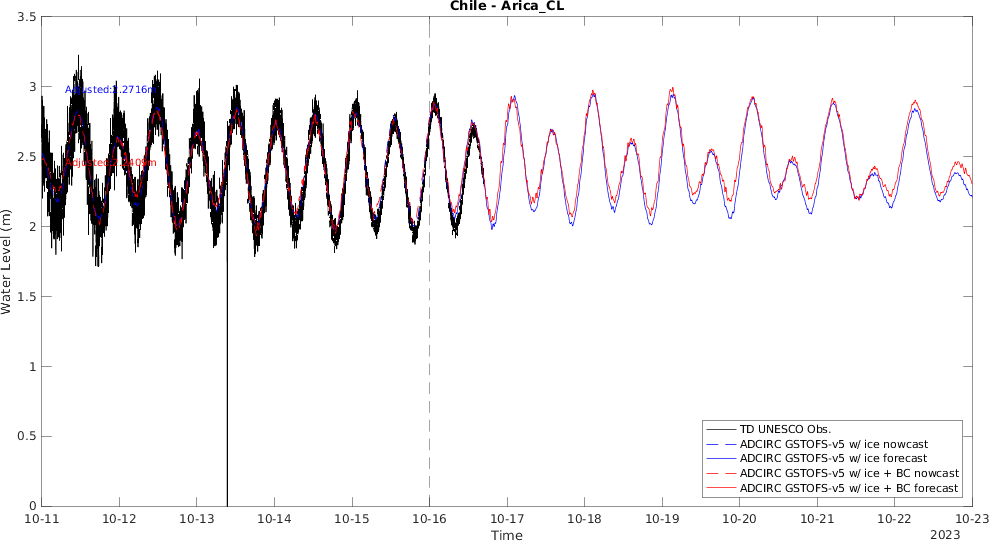 Chile - Arica_CL
3.5
3
2.5
2
1.5
1
0.5
0
Water Level (m)
Adjusted:2.2716m
TD UNESCO Obs.
ADCIRC GSTOFS-v5 w/ ice nowcast
ADCIRC GSTOFS-v5 w/ ice forecast
ADCIRC GSTOFS-v5 w/ ice + BC nowcast
ADCIRC GSTOFS-v5 w/ ice + BC forecast
10-11 10-12 10-13 10-14 10-15 10-16 10-17 10-18 10-19 10-20 10-21 10-22 10-23
Time
2023